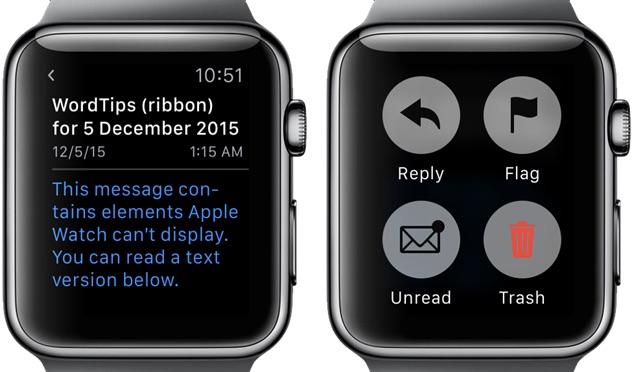 10:51
WordTips (ribbon)
for 5 December 2015
12/5/15 1:15 AM
This message con-
tains elements Apple
Watch can't display.
You can read a text
version below.
Reply Flag
Unread Trash